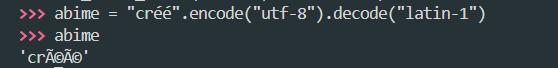 >>> abime = "créé".encode("utf-8").decode("latin-1")
>>> abime
'crÃ©Ã©'